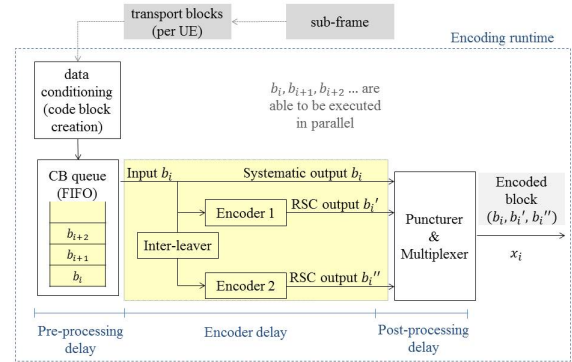 transport blocks
(per UE)
sub-frame
Encoding runtime
data
conditioning
(code block
creation)
b_i, b_{i+1}, b_{i+2} ... are
able to be executed
in parallel
CB queue
(FIFO)
b_{i+2}
b_{i+1}
b_i
Input b_i
Systematic output b_i
Encoder 1
RSC output b_i'
Inter-leaver
Encoder 2
RSC output b_i''
Puncturer
&
Multiplexer
Encoded
block
(b_i, b_i', b_i'')
x_i
Pre-processing
delay
Encoder delay
Post-processing
delay